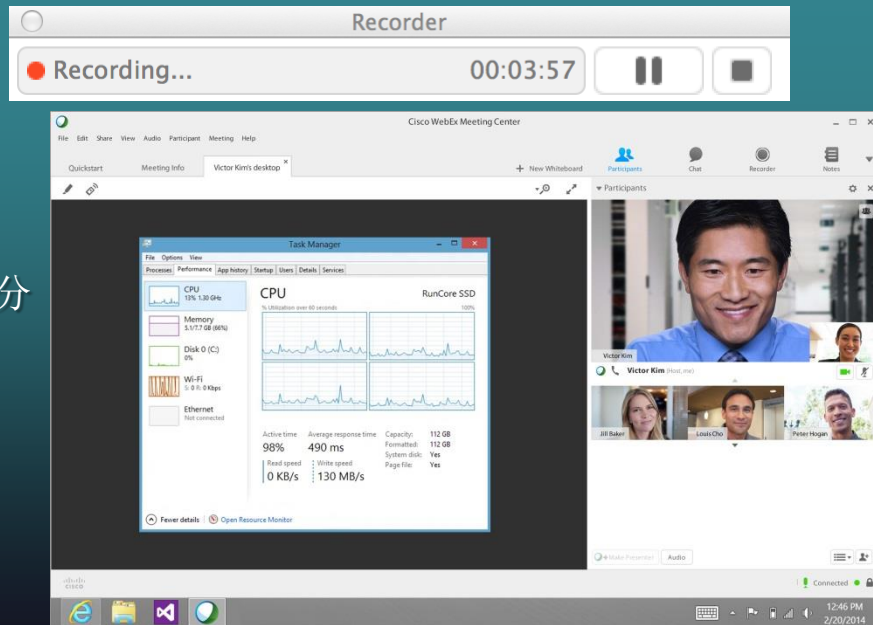 Recorder
Recording...
00:03:57
分
Cisco WebEx Meeting Center
File Edit Share View Audio Participant Meeting Help
Quickstart
Meeting Info
Victor Kim's desktop
New Whiteboard
Participants
Chat
Recorder
Notes
Participants
Task Manager
File Options View
Processes Performance App history Startup Users Details Services
CPU
13% 1.30 GHz
Memory
5.1/7.7 GB (66%)
Disk 0 (C:)
0%
Wi-Fi
S: 0 R: 0 Kbps
Ethernet
Not connected
CPU
RunCore SSD
% Utilization over 60 seconds
100%
Active time
98%
Average response time
490 ms
Read speed
0 KB/s
Write speed
130 MB/s
Capacity: 112 GB
Formatted: 112 GB
System disk: Yes
Page file: Yes
Fewer details
Open Resource Monitor
Victor Kim
Victor Kim (Host, me)
Jill Baker
Louis Cho
Peter Hogan
Make Presenter
Audio
cisco
Connected
12:46 PM
2/20/2014